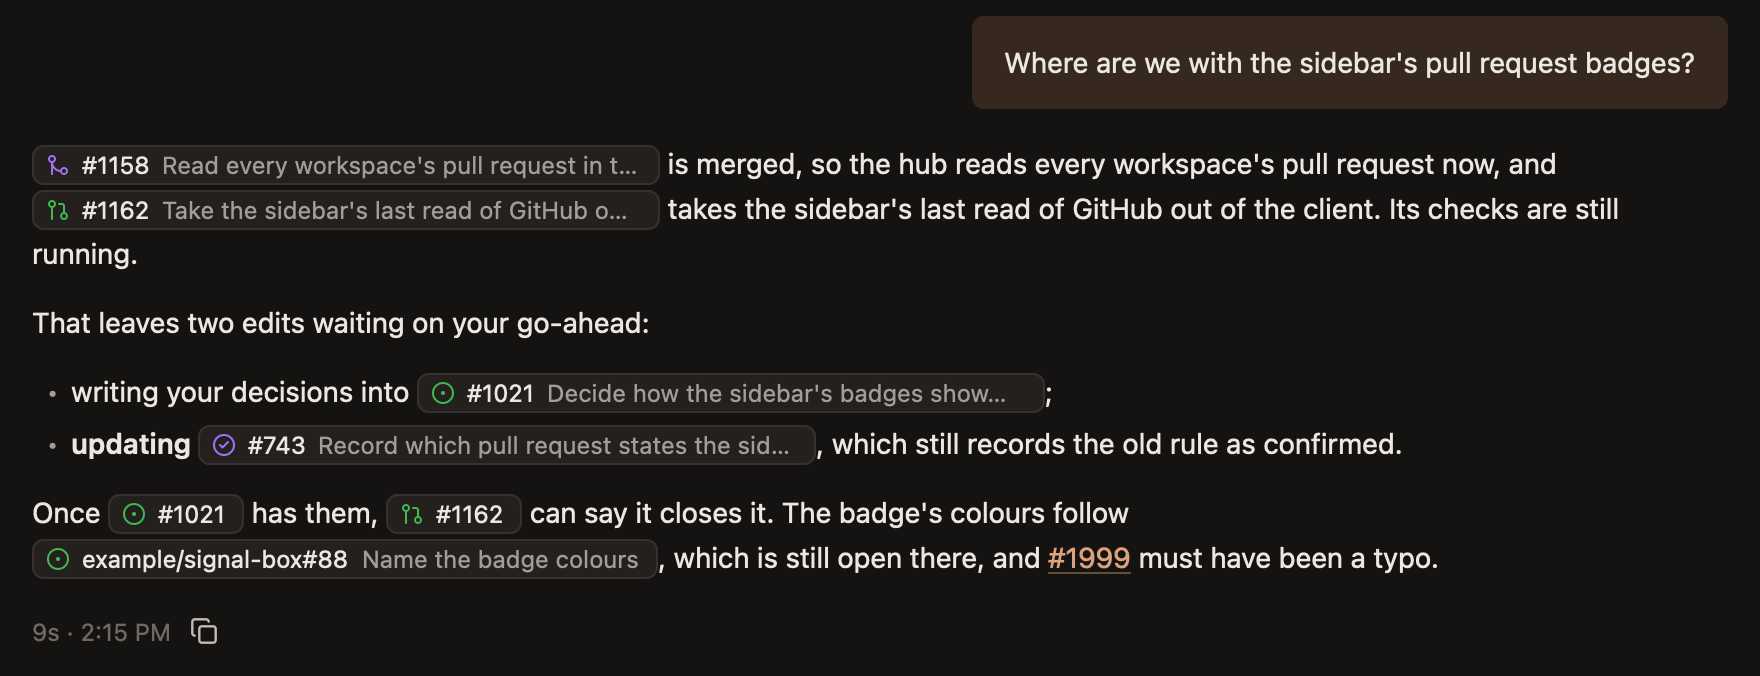 Where are we with the sidebar's pull request badges?
#1158 Read every workspace's pull request in t... is merged, so the hub reads every workspace's pull request now, and
#1162 Take the sidebar's last read of GitHub o... takes the sidebar's last read of GitHub out of the client. Its checks are still
running.
That leaves two edits waiting on your go-ahead:
• writing your decisions into #1021 Decide how the sidebar's badges show... ;
• updating #743 Record which pull request states the sid... , which still records the old rule as confirmed.
Once #1021 has them, #1162 can say it closes it. The badge's colours follow
example/signal-box#88 Name the badge colours , which is still open there, and #1999 must have been a typo.
9s · 2:15 PM